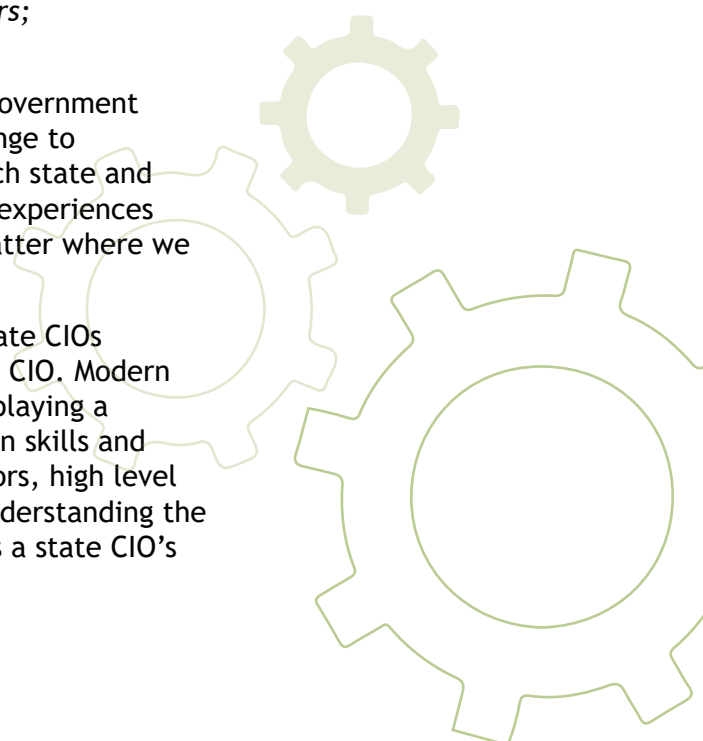 rs;
overnment
nge to
ch state and
experiences
atter where we
ate CIOs
CIO. Modern
playing a
n skills and
ors, high level
nderstanding the
s a state CIO’s